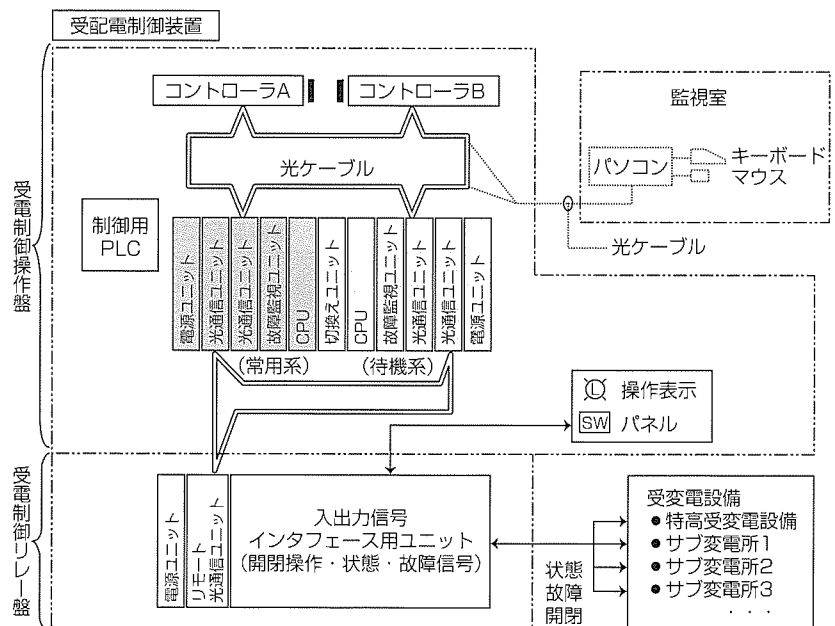 受配電制御装置
コントローラA
コントローラB
光ケーブル
監視室
パソコン
キーボード
マウス
光ケーブル
受電制御操作盤
制御用
PLC
電源ユニット
光通信ユニット
光通信ユニット
故障監視ユニット
CPU
切換えユニット
CPU
故障監視ユニット
光通信ユニット
光通信ユニット
電源ユニット
(常用系)
(待機系)
L 操作表示
SW パネル
受電制御リレー盤
電源ユニット
リモート
光通信ユニット
入出力信号
インタフェース用ユニット
(開閉操作・状態・故障信号)
状態
故障
開閉
受変電設備
●特高受変電設備
●サブ変電所1
●サブ変電所2
●サブ変電所3
・・・